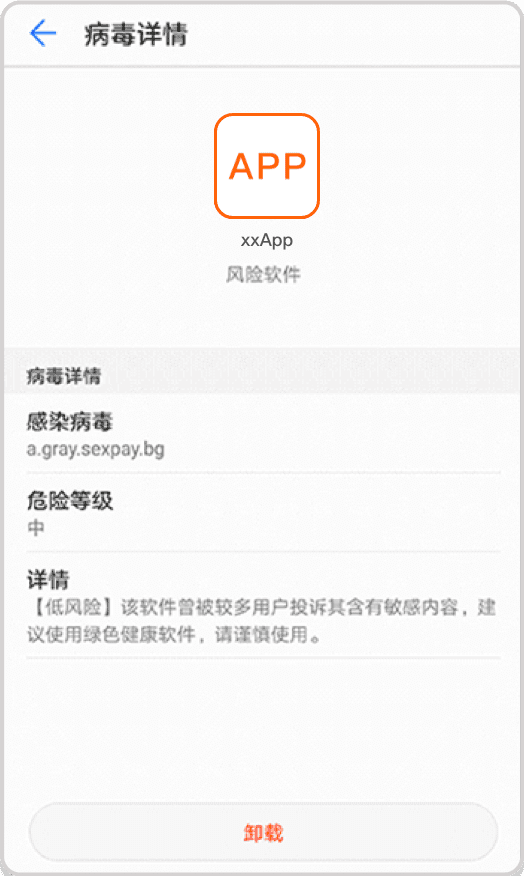 病毒详情
APP
xxApp
风险软件
病毒详情
感染病毒
a.gray.sexpay.bg
危险等级
中
详情
【低风险】该软件曾被较多用户投诉其含有敏感内容，建
议使用绿色健康软件，请谨慎使用。
卸载